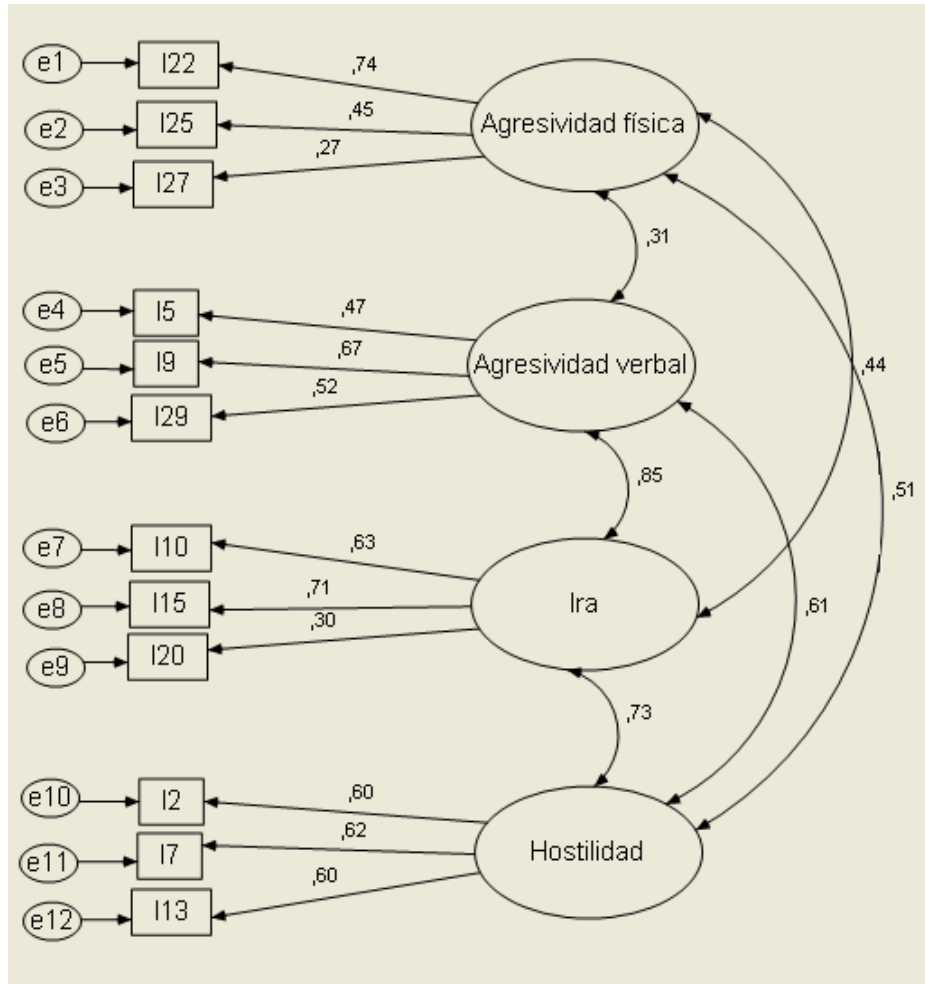 e1
I22
,74
Agresividad física
e2
I25
,45
e3
I27
,27
,31
e4
I5
,47
e5
I9
,67
Agresividad verbal
,44
e6
I29
,52
,85
,51
e7
I10
,63
e8
I15
,71
Ira
,61
e9
I20
,30
,73
e10
I2
,60
e11
I7
,62
Hostilidad
e12
I13
,60